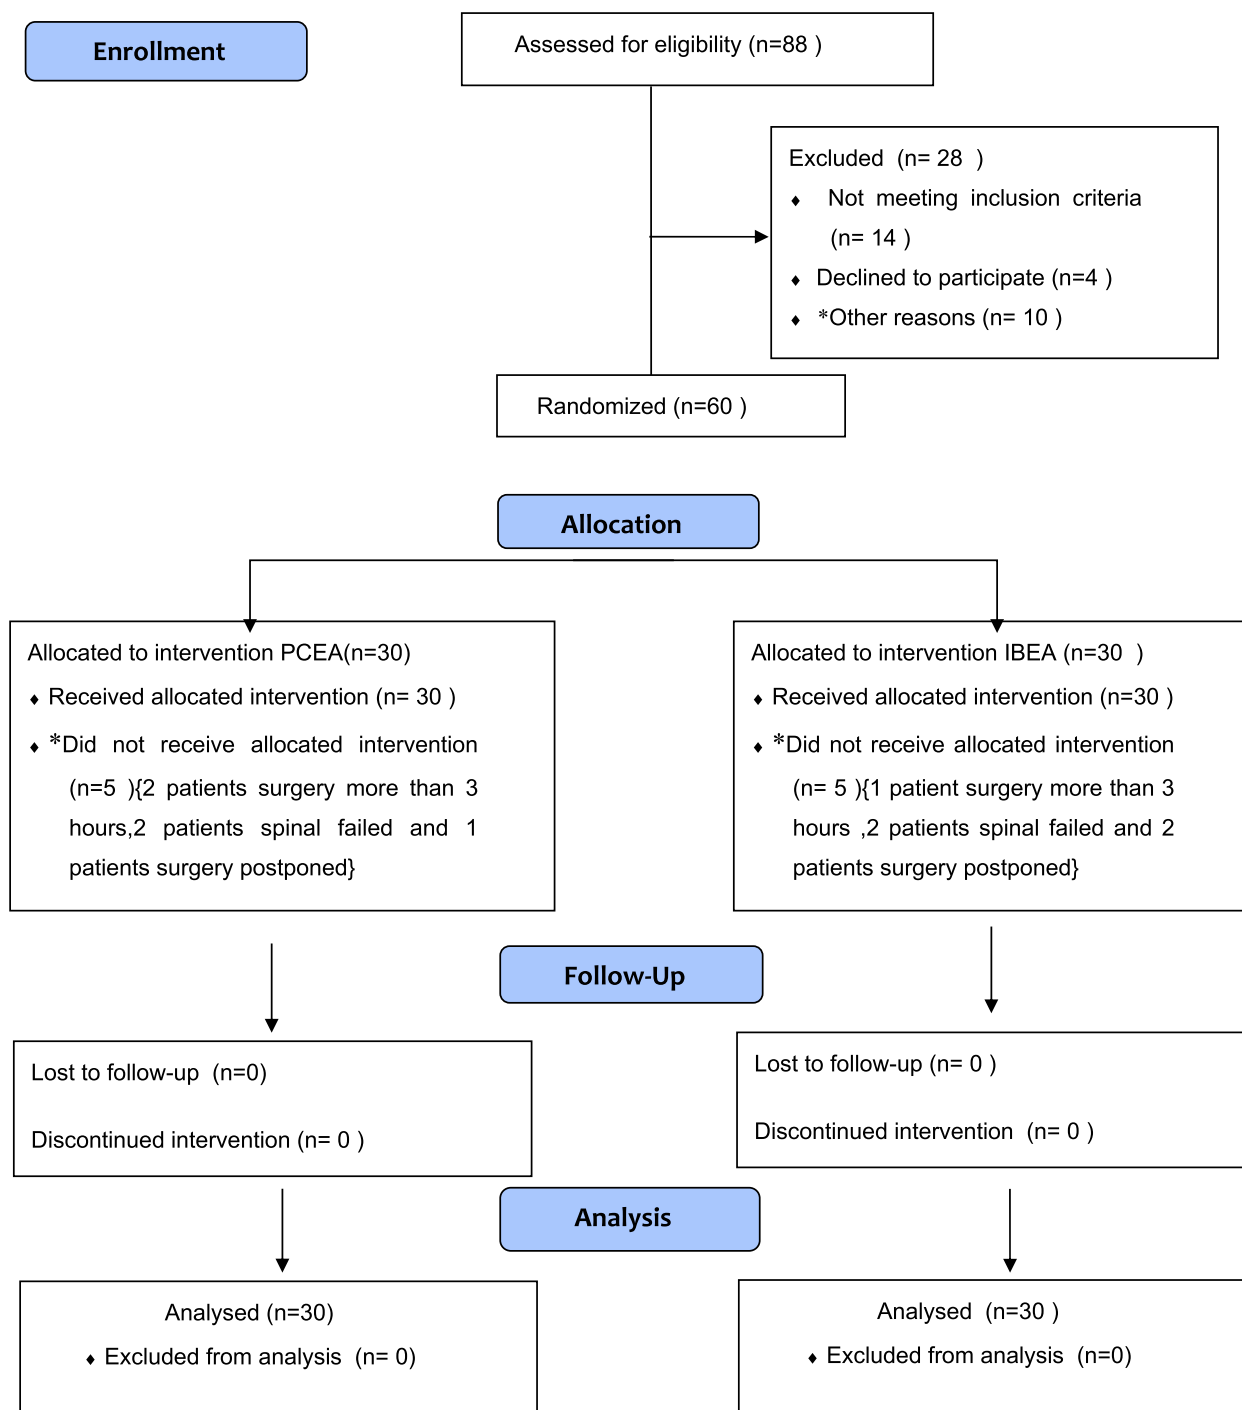 Enrollment
Assessed for eligibility (n=88 )
Excluded (n= 28 )
♦ Not meeting inclusion criteria
(n= 14 )
♦ Declined to participate (n=4 )
♦ *Other reasons (n= 10 )
Randomized (n=60 )
Allocation
Allocated to intervention PCEA(n=30)
♦ Received allocated intervention (n= 30 )
♦ *Did not receive allocated intervention
(n=5 ){2 patients surgery more than 3
hours,2 patients spinal failed and 1
patients surgery postponed}
Allocated to intervention IBEA (n=30 )
♦ Received allocated intervention (n=30 )
♦ *Did not receive allocated intervention
(n= 5 ){1 patient surgery more than 3
hours ,2 patients spinal failed and 2
patients surgery postponed}
Follow-Up
Lost to follow-up (n=0)
Discontinued intervention (n= 0 )
Lost to follow-up (n= 0 )
Discontinued intervention (n= 0 )
Analysis
Analysed (n=30)
♦ Excluded from analysis (n= 0)
Analysed (n=30 )
♦ Excluded from analysis (n=0)